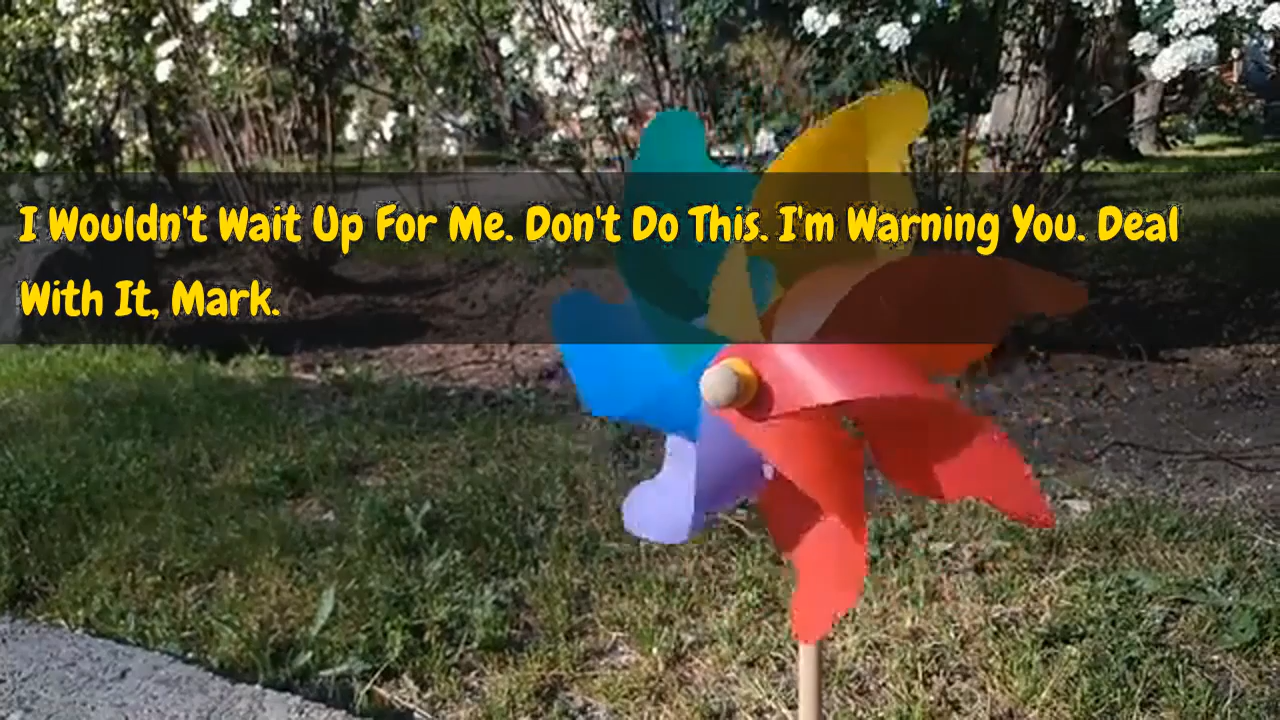 I Wouldn't Wait Up For Me. Don't Do This. I'm Warning You. Deal
With It, Mark.